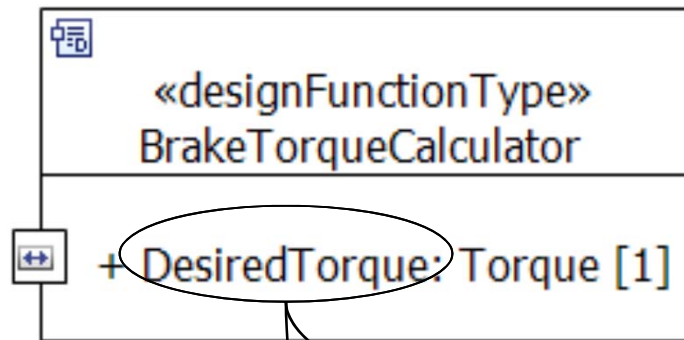 «designFunctionType»
BrakeTorqueCalculator
+ DesiredTorque: Torque [1]